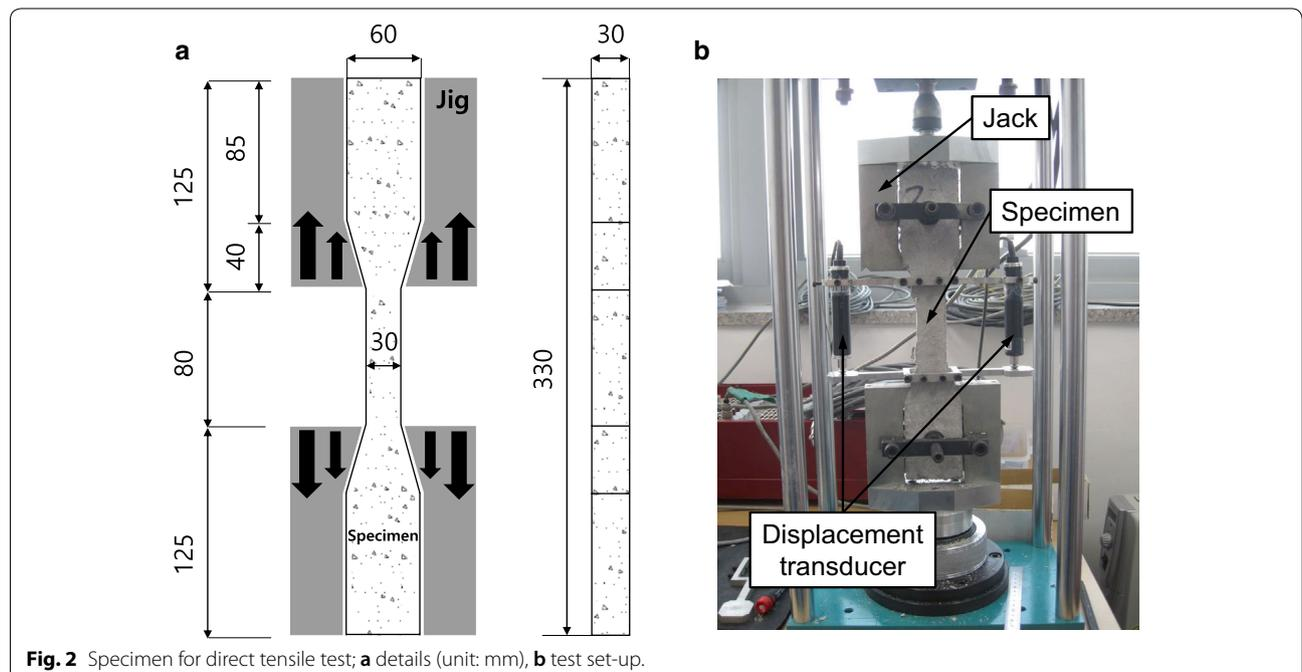 a
60
30
b
Jig
85
125
40
Jack
Specimen
30
80
330
Specimen
125
Displacement
transducer
Fig. 2 Specimen for direct tensile test; a details (unit: mm), b test set-up.